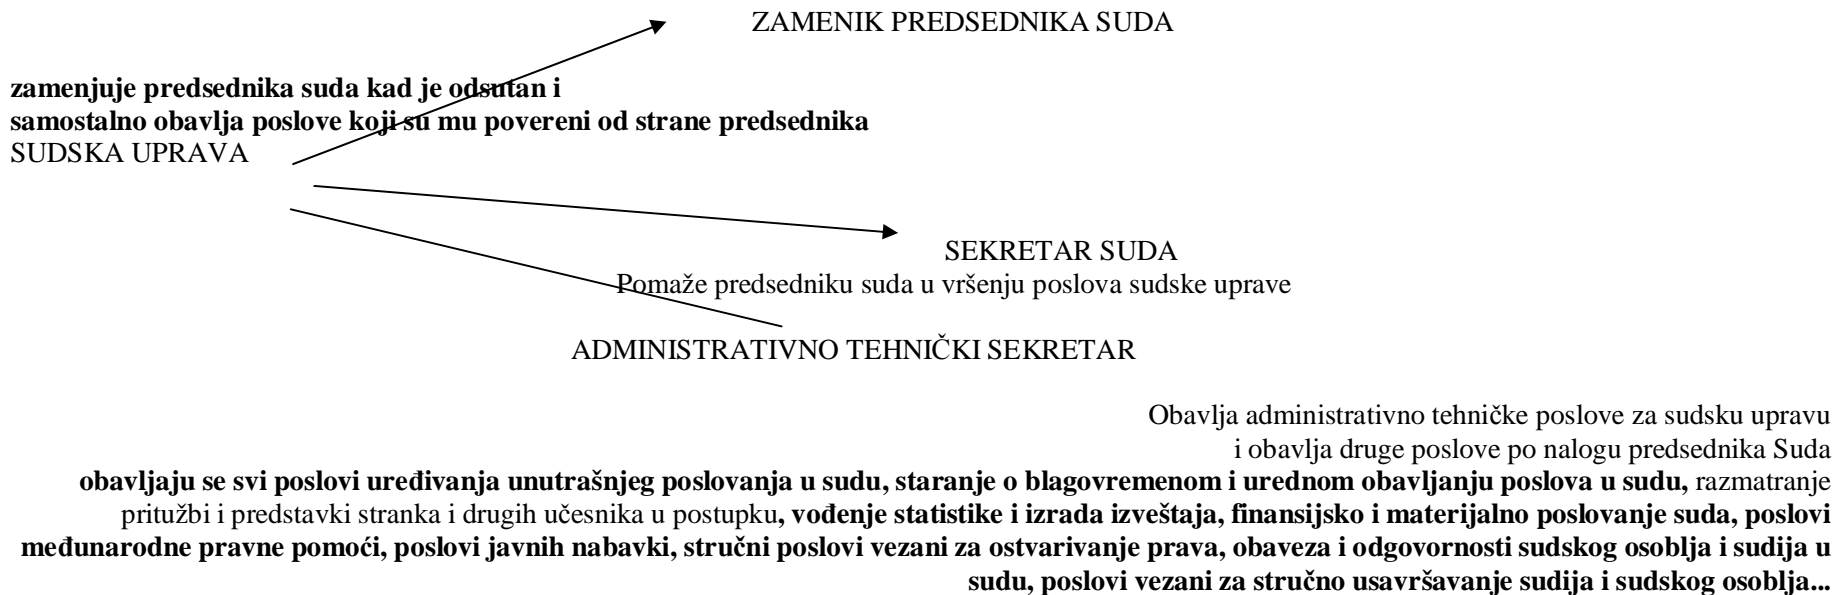 ZAMENIK PREDSEDNIKA SUDA
zamenjuje predsednika suda kad je odsutan i
samostalno obavlja poslove koji su mu povereni od strane predsednika
SUDSKA UPRAVA
SEKRETAR SUDA
Pomaže predsedniku suda u vršenju poslova sudske uprave
ADMINISTRATIVNO TEHNIČKI SEKRETAR
Obavlja administrativno tehničke poslove za sudsku upravu
i obavlja druge poslove po nalogu predsednika Suda
obavljaju se svi poslovi uređivanja unutrašnjeg poslovanja u sudu, staranje o blagovremenom i urednom obavljanju poslova u sudu, razmatranje
pritužbi i predstavki stranka i drugih učesnika u postupku, vođenje statistike i izrada izveštaja, finansijsko i materijalno poslovanje suda, poslovi
međunarodne pravne pomoći, poslovi javnih nabavki, stručni poslovi vezani za ostvarivanje prava, obaveza i odgovornosti sudskog osoblja i sudija u
sudu, poslovi vezani za stručno usavršavanje sudija i sudskog osoblja...